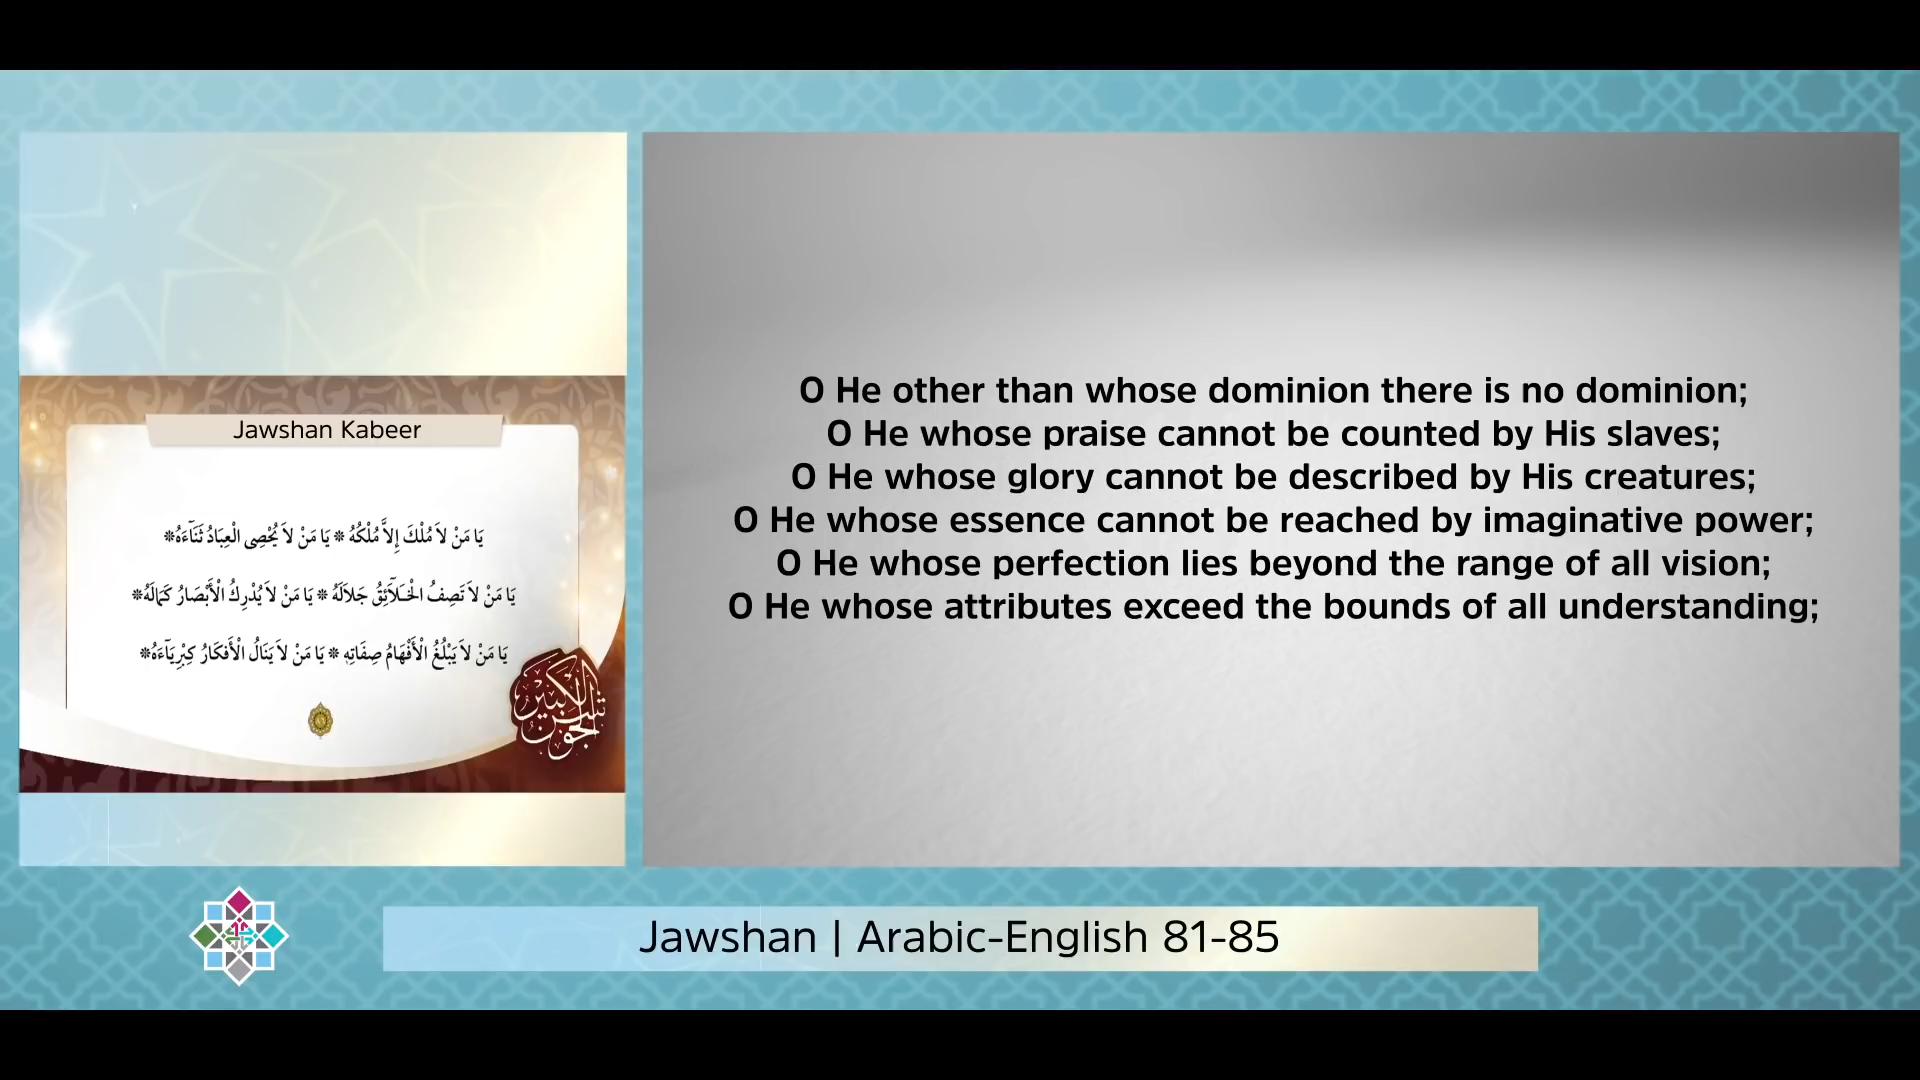 Jawshan Kabeer
يَا مَنْ لاَ مُلْكَ إِلاَّ مُلْكُهُ * يَا مَنْ لاَ يُحْصِى الْعِبَادُ ثَنَاۤءَهُ*
يَا مَنْ لاَ تَصِفُ الْخَلاَۤئِقُ جَلاَلَهُ * يَا مَنْ لاَ يُدْرِكُ الْأَبْصَارُ كَمَالَهُ*
يَا مَنْ لاَ يَبْلُغُ الْأَفْهَامُ صِفَاتِهِ * يَا مَنْ لاَ يَنَالُ الْأَفْكَارُ كِبْرِيَاۤءَهُ*
الجوشن الكبير
O He other than whose dominion there is no dominion;
O He whose praise cannot be counted by His slaves;
O He whose glory cannot be described by His creatures;
O He whose essence cannot be reached by imaginative power;
O He whose perfection lies beyond the range of all vision;
O He whose attributes exceed the bounds of all understanding;
Jawshan | Arabic-English 81-85